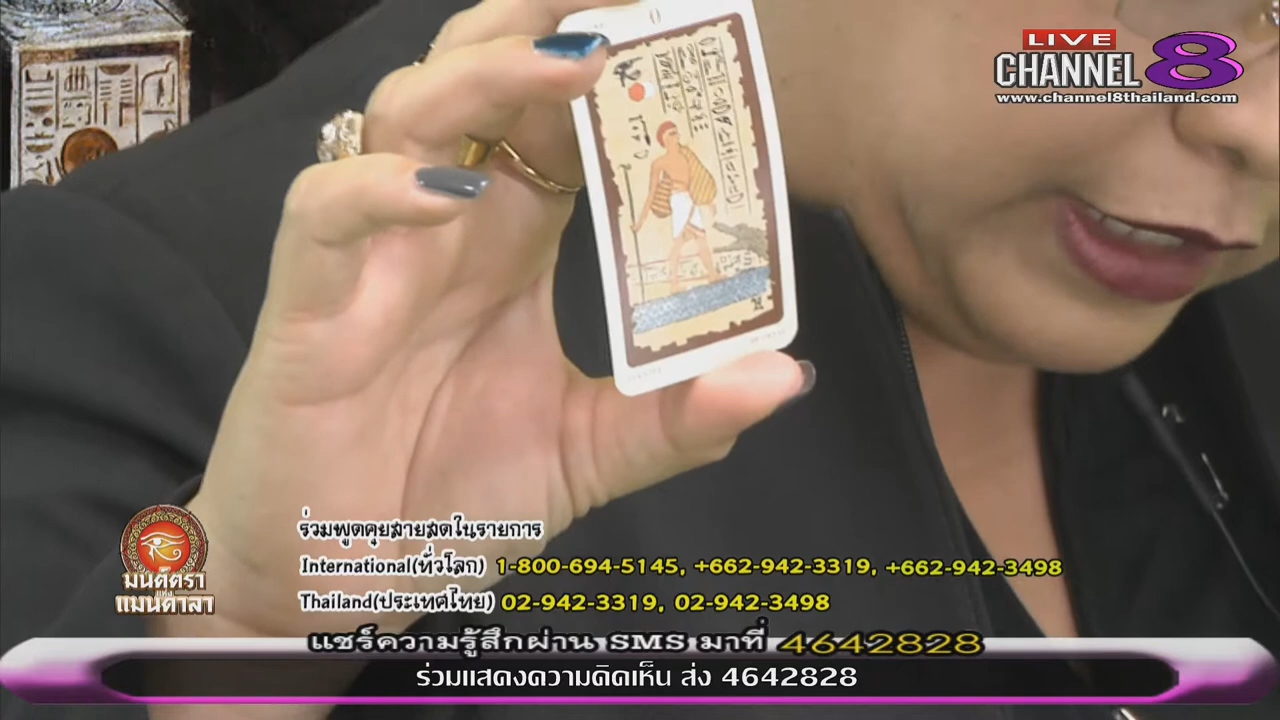 LIVE
CHANNEL 8
www.channel8thailand.com
0
ร่วมพูดคุยสายสดในรายการ
International(ทั่วโลก) 1-800-694-5145, +662-942-3319, +662-942-3498
Thailand(ประเทศไทย) 02-942-3319, 02-942-3498
มนต์ตรา
แห่ง
แมนดาลา
แชร์ความรู้สึกผ่าน SMS มาที่ 4642828
ร่วมแสดงความคิดเห็น ส่ง 4642828